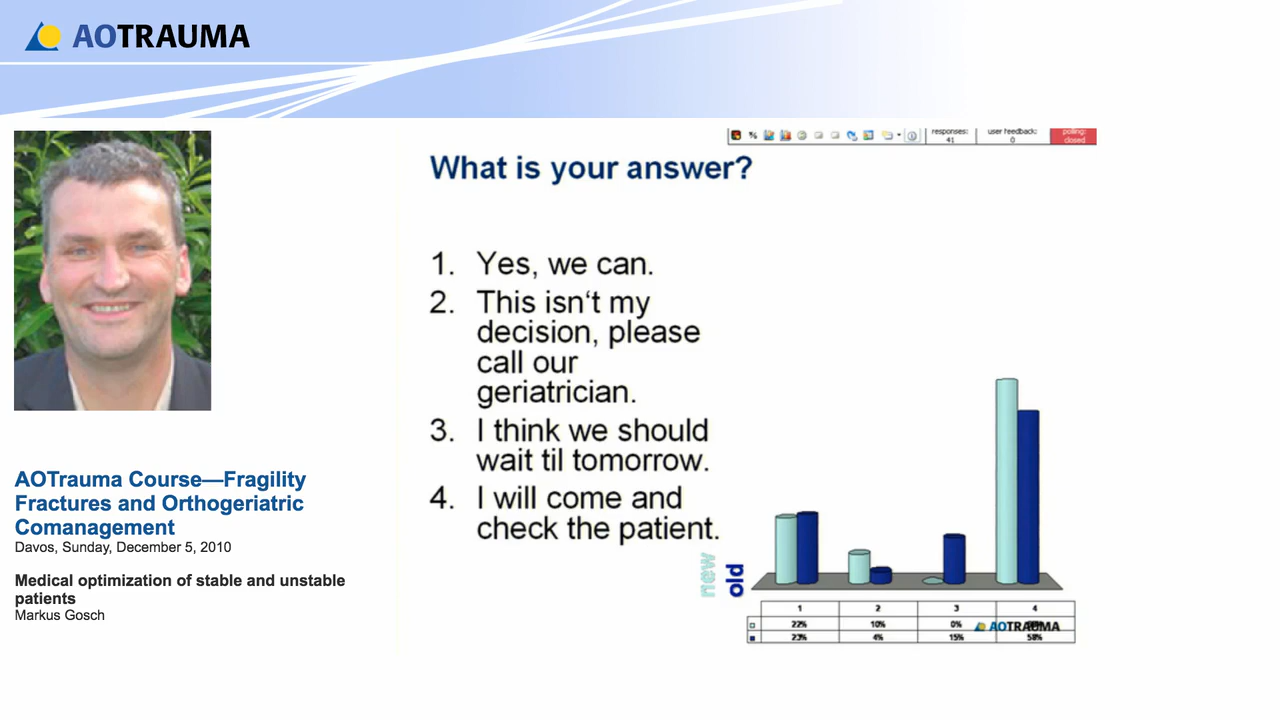 AOTRAUMA
responses:
41
user feedback:
0
polling:
closed
What is your answer?
1. Yes, we can.
2. This isn't my
decision, please
call our
geriatrician.
3. I think we should
wait til tomorrow.
4. I will come and
check the patient.
new
old
1 2 3 4
22% 10% 0%
23% 4% 15% 58%
AOTRAUMA
AOTrauma Course—Fragility
Fractures and Orthogeriatric
Comanagement
Davos, Sunday, December 5, 2010
Medical optimization of stable and unstable
patients
Markus Gosch